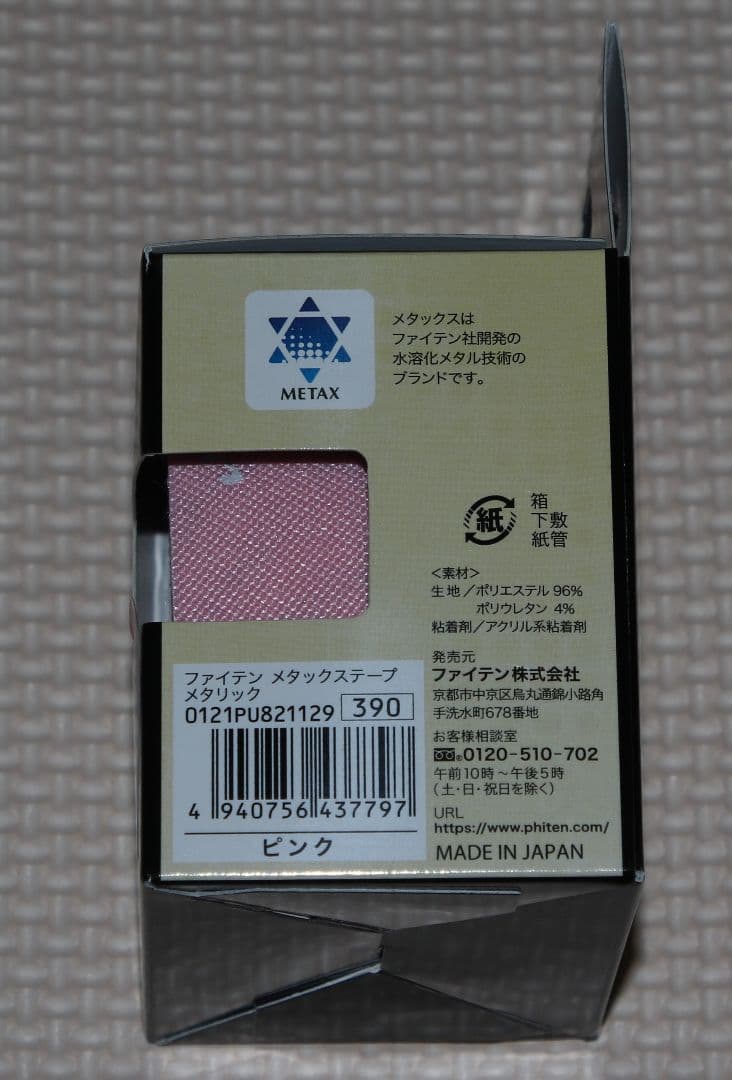 METAX
メタックスは
ファイテン社開発の
水溶化メタル技術の
ブランドです。
紙
箱
下敷
紙管
<素材>
生地/ポリエステル 96%
ポリウレタン 4%
粘着剤/アクリル系粘着剤
発売元
ファイテン株式会社
京都市中京区烏丸通錦小路角
手洗水町678番地
お客様相談室
0120-510-702
午前10時~午後5時
(土・日・祝日を除く)
URL
https://www.phiten.com/
MADE IN JAPAN
ファイテン メタックステープ
メタリック
0121PU821129 390
4 940756 437797
ピンク